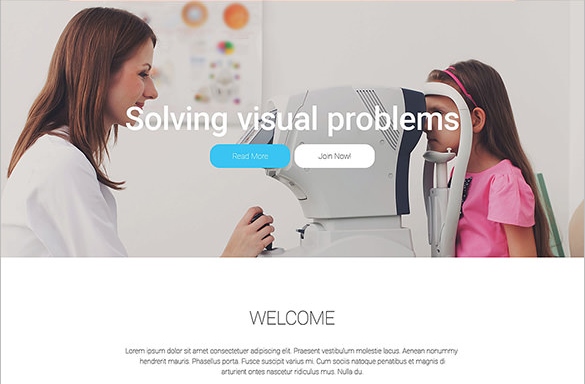 Solving visual problems
Read More
Join Now!
WELCOME
Lorem ipsum dolor sit amet consectetuer adipiscing elit. Praesent vestibulum molestie lacus. Aenean nonummy
hendrerit mauris. Phasellus porta. Fusce suscipit varius mi. Cum sociis natoque penatibus et magnis di
arturient ontes nascetur ridiculus mus. Nulla du.